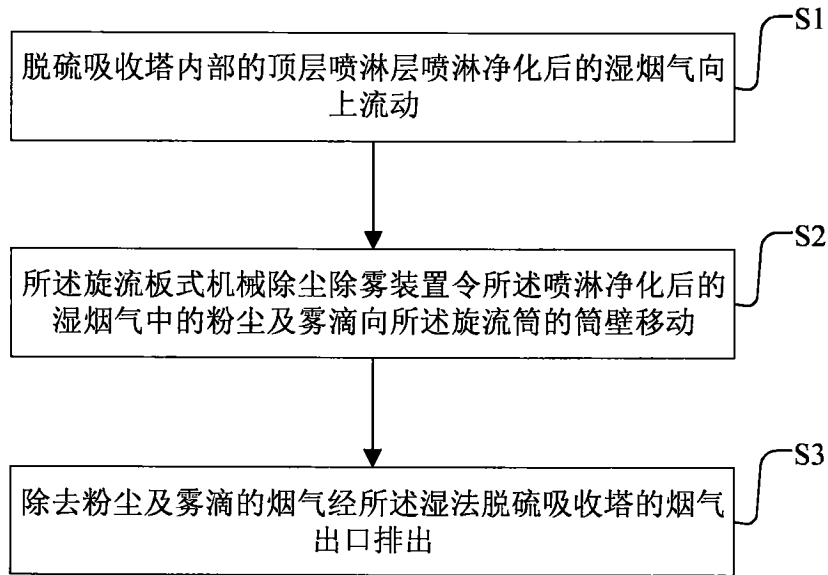 S1
脱硫吸收塔内部的顶层喷淋层喷淋净化后的湿烟气向
上流动
S2
所述旋流板式机械除尘除雾装置令所述喷淋净化后的
湿烟气中的粉尘及雾滴向所述旋流筒的筒壁移动
S3
除去粉尘及雾滴的烟气经所述湿法脱硫吸收塔的烟气
出口排出